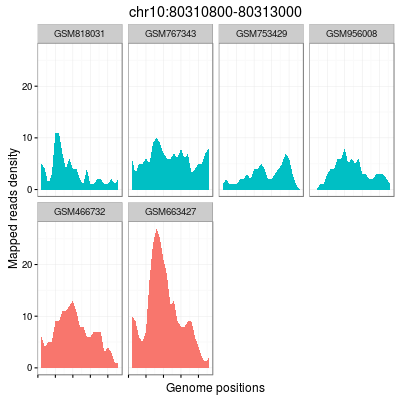 chr10:80310800-80313000
GSM818031 GSM767343 GSM753429 GSM956008
20
10
0
Mapped reads density
GSM466732 GSM663427
20
10
0
Genome positions